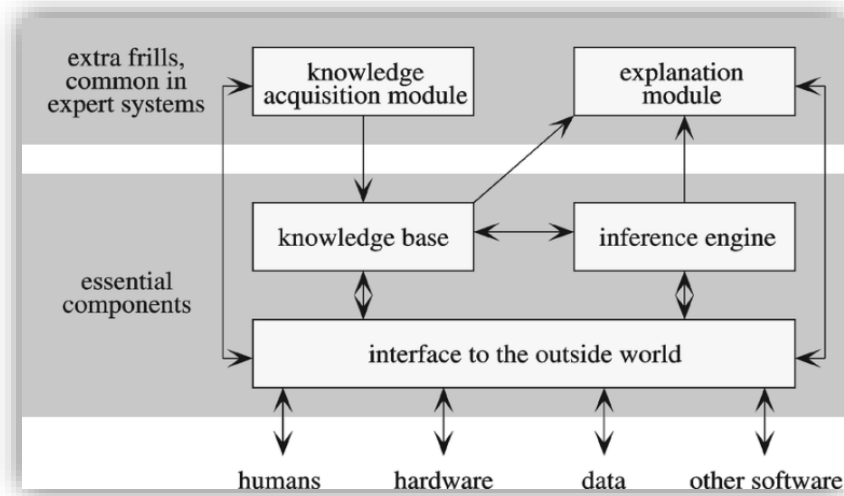 extra frills,
common in
expert systems
knowledge
acquisition module
explanation
module
knowledge base
inference engine
essential
components
interface to the outside world
humans
hardware
data
other software